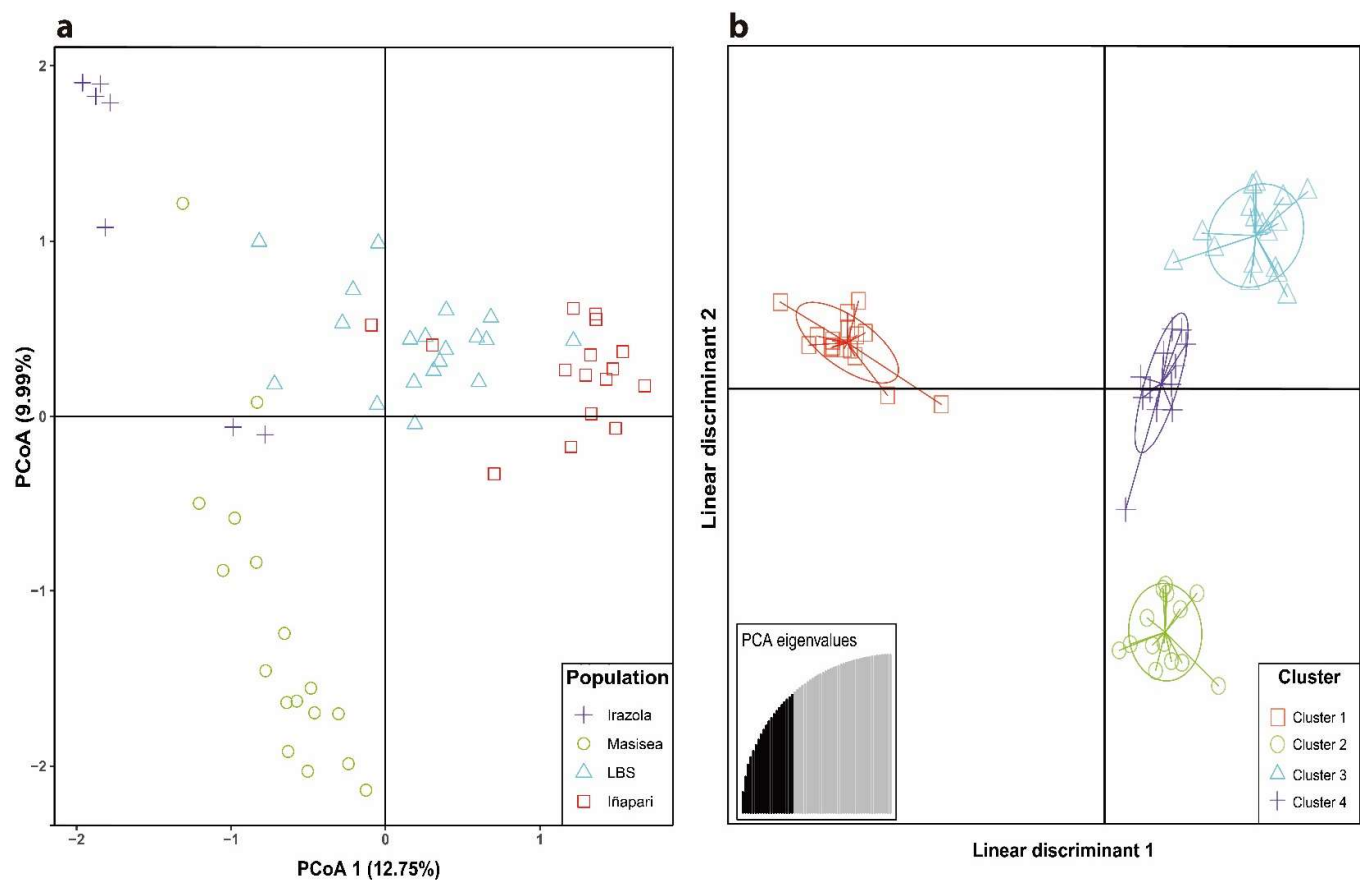 a
2
1
0
−1
−2
PCoA (9.99%)
−2
−1
0
1
PCoA 1 (12.75%)
Population
Irazola
Masisea
LBS
Iñapari
b
Linear discriminant 2
PCA eigenvalues
Cluster
Cluster 1
Cluster 2
Cluster 3
Cluster 4
Linear discriminant 1